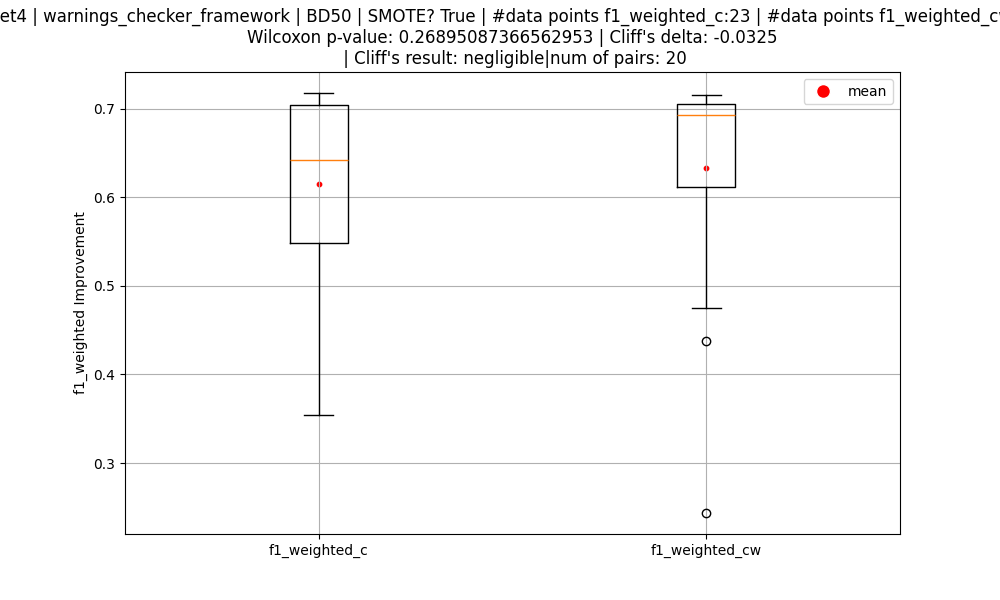 et4 | warnings_checker_framework | BD50 | SMOTE? True | #data points f1_weighted_c:23 | #data points f1_weighted_c
Wilcoxon p-value: 0.26895087366562953 | Cliff's delta: -0.0325
| Cliff's result: negligible|num of pairs: 20
mean
0.7
0.6
0.5
0.4
0.3
f1_weighted Improvement
f1_weighted_c
f1_weighted_cw